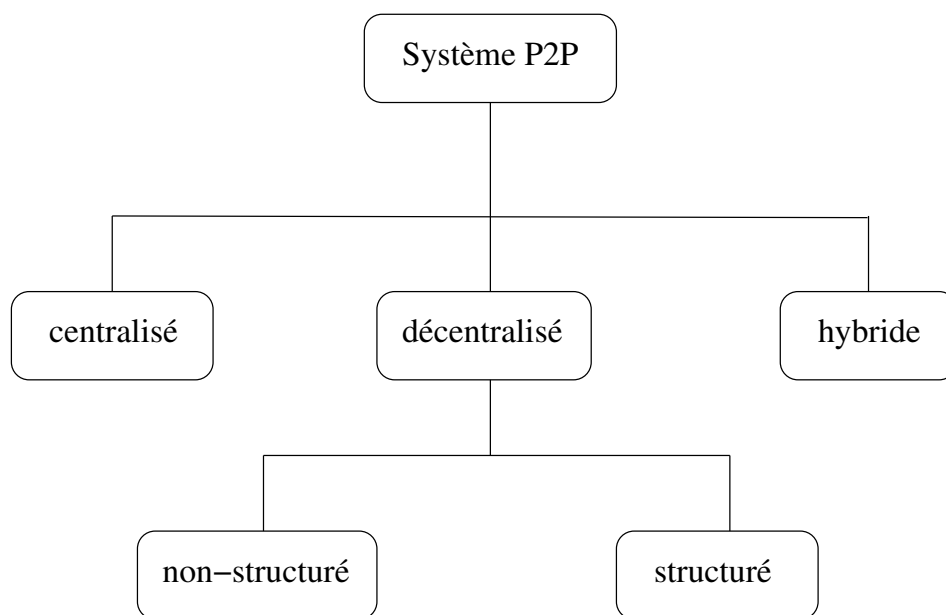 Système P2P
centralisé
décentralisé
hybride
non−structuré
structuré